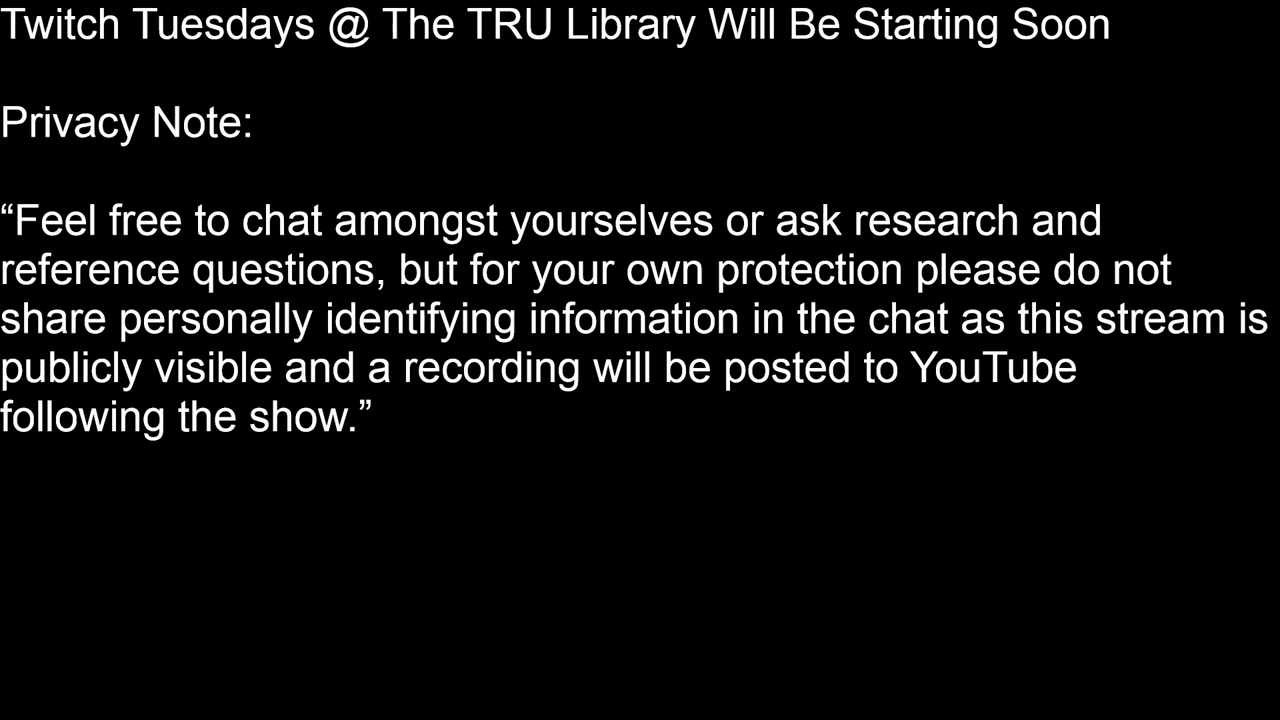 Twitch Tuesdays @ The TRU Library Will Be Starting Soon
Privacy Note:
“Feel free to chat amongst yourselves or ask research and
reference questions, but for your own protection please do not
share personally identifying information in the chat as this stream is
publicly visible and a recording will be posted to YouTube
following the show.”